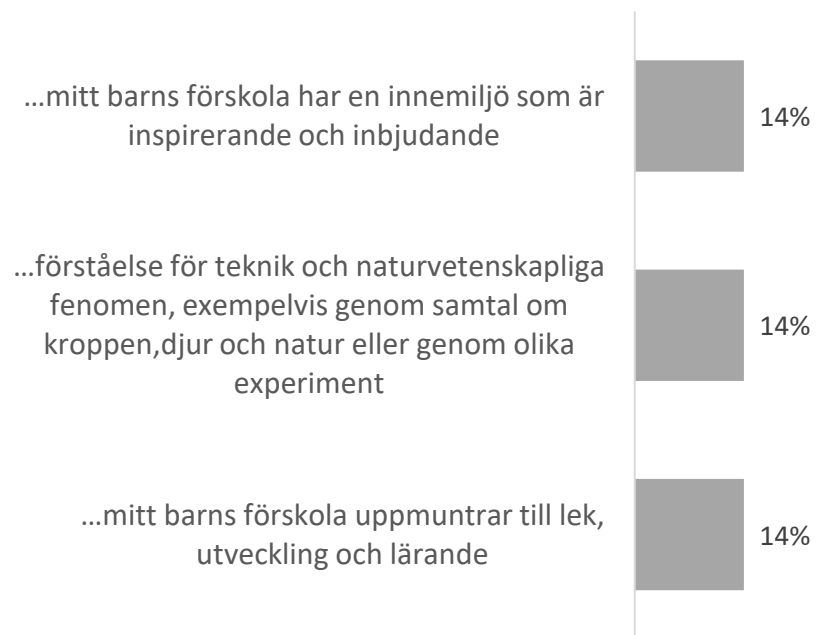 ...mitt barns förskola har en innemiljö som är
inspirerande och inbjudande
14%
...förståelse för teknik och naturvetenskapliga
fenomen, exempelvis genom samtal om
kroppen,djur och natur eller genom olika
experiment
14%
...mitt barns förskola uppmuntrar till lek,
utveckling och lärande
14%